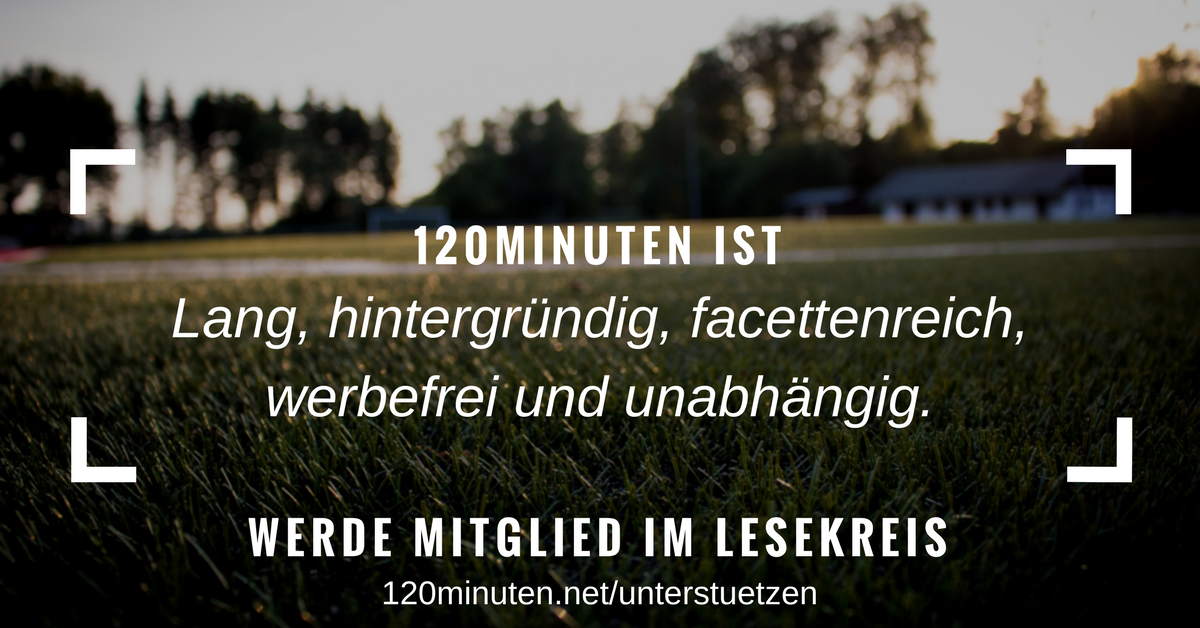 120MINUTEN IST
Lang, hintergründig, facettenreich,
werbefrei und unabhängig.
WERDE MITGLIED IM LESEKREIS
120minuten.net/unterstuetzen